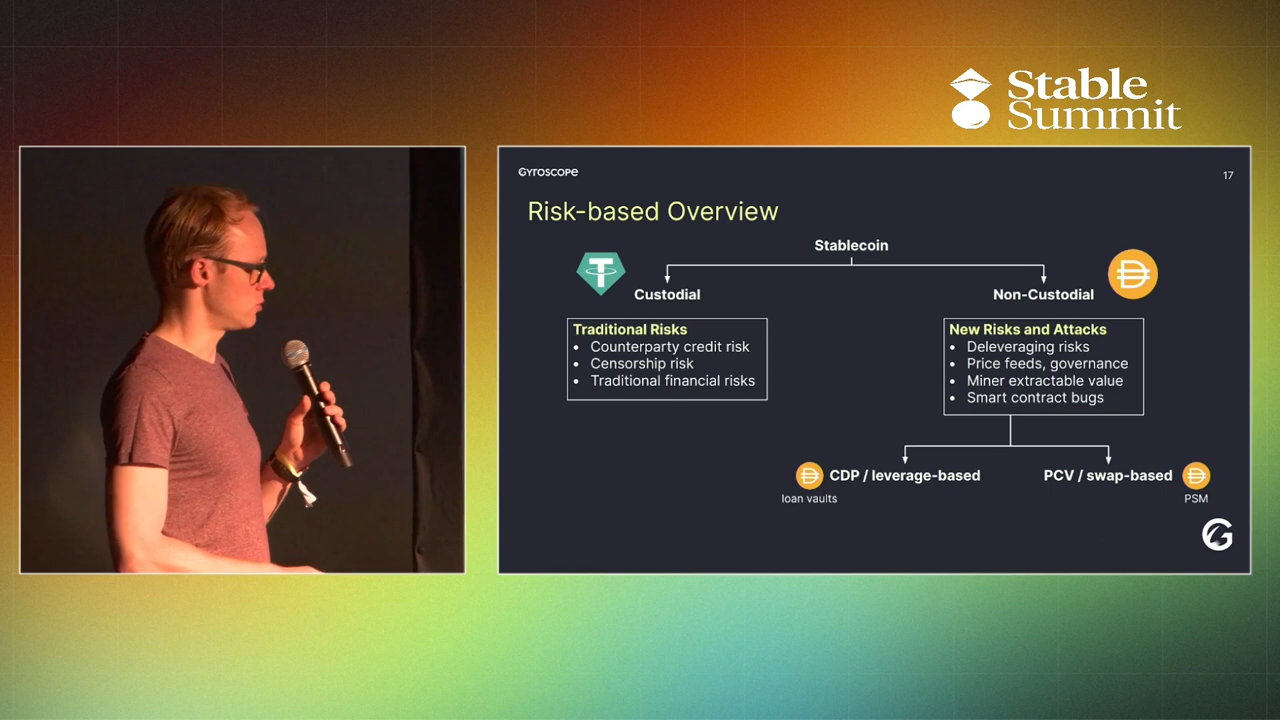 Stable
Summit
GYROSCOPE
17
Risk-based Overview
Stablecoin
Custodial
Non-Custodial
Traditional Risks
• Counterparty credit risk
• Censorship risk
• Traditional financial risks
New Risks and Attacks
• Deleveraging risks
• Price feeds, governance
• Miner extractable value
• Smart contract bugs
CDP / leverage-based
loan vaults
PCV / swap-based
PSM